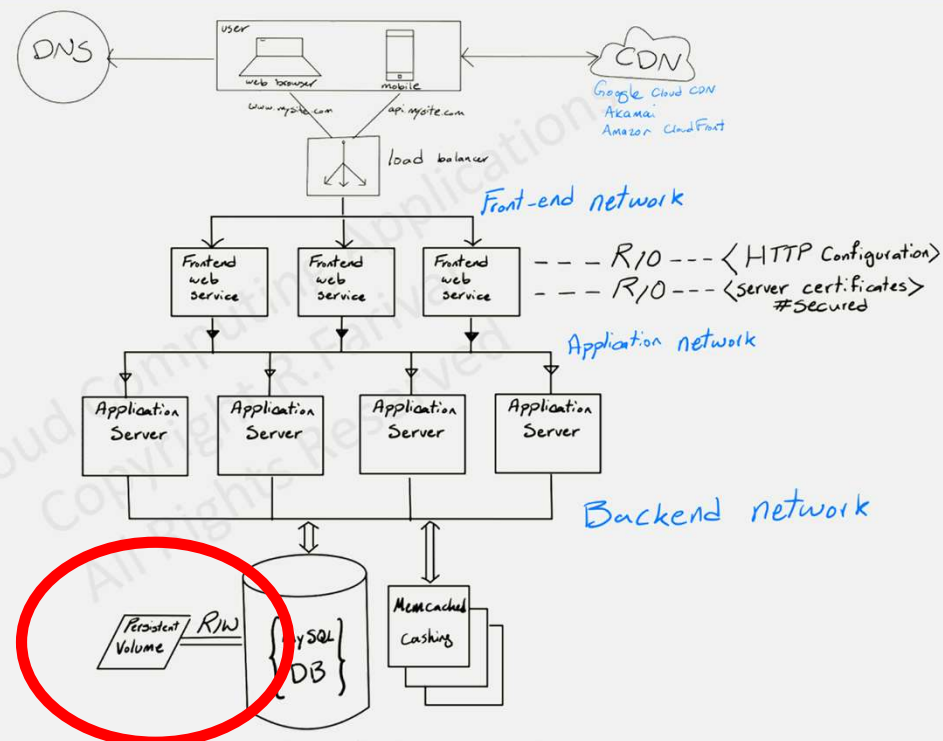 DNS
user
web browser
mobile
www.mysite.com
api.mysite.com
CDN
Google Cloud CDN
Akamai
Amazon CloudFront
load balancer
Front-end network
Frontend
web
service
Frontend
web
service
Frontend
web
service
--- R/O --- <HTTP Configuration>
--- R/O --- <server certificates>
#Secured
Application network
Application
Server
Application
Server
Application
Server
Application
Server
Backend network
Persistent
Volume
R/W
{MySQL
DB}
Memcached
Cashing
Cloud Computing Applications
Copyright R. Farivar
All Rights Reserved